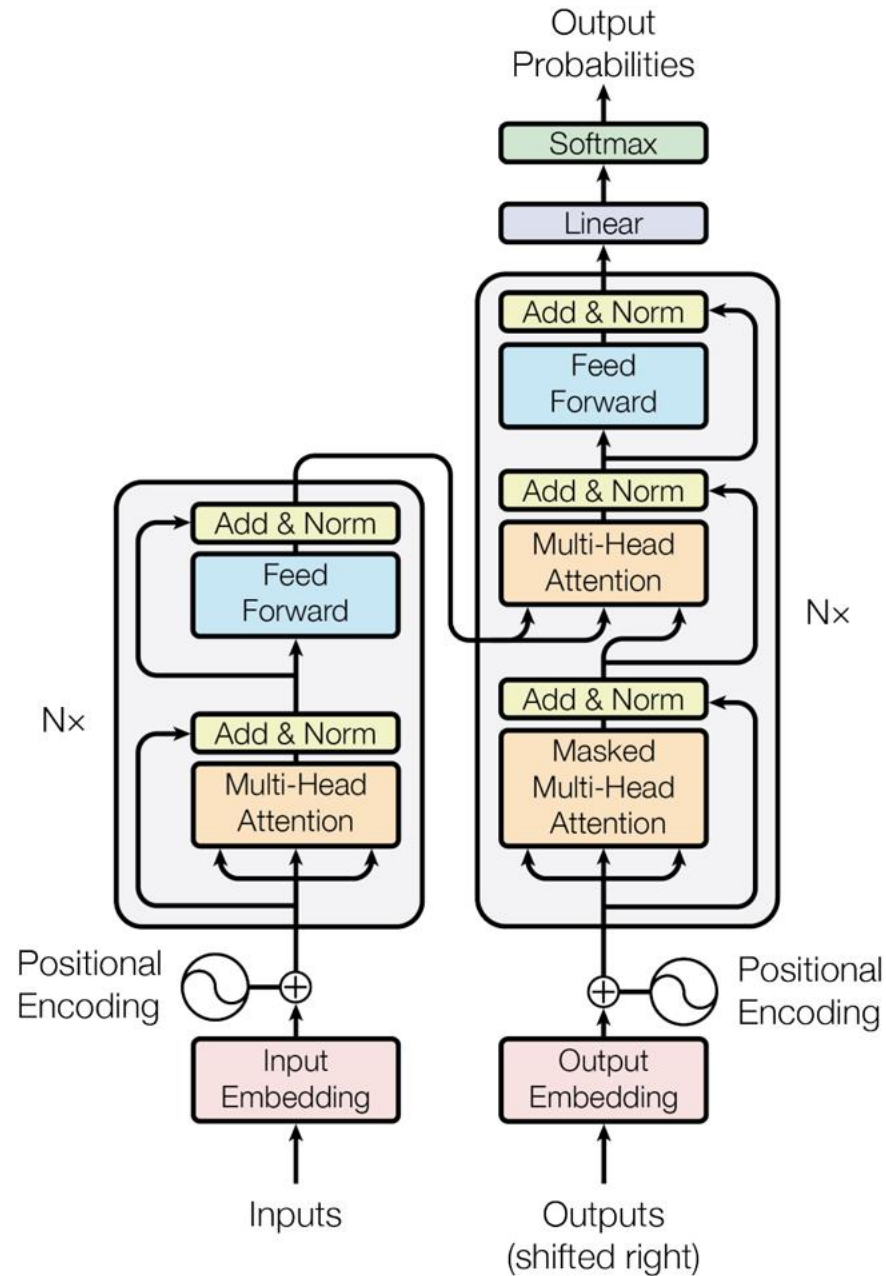 Output
Probabilities
Softmax
Linear
Add & Norm
Feed
Forward
Add & Norm
Multi-Head
Attention
N×
Add & Norm
Masked
Multi-Head
Attention
Add & Norm
Feed
Forward
N×
Add & Norm
Multi-Head
Attention
Positional
Encoding
Positional
Encoding
Input
Embedding
Output
Embedding
Inputs
Outputs
(shifted right)